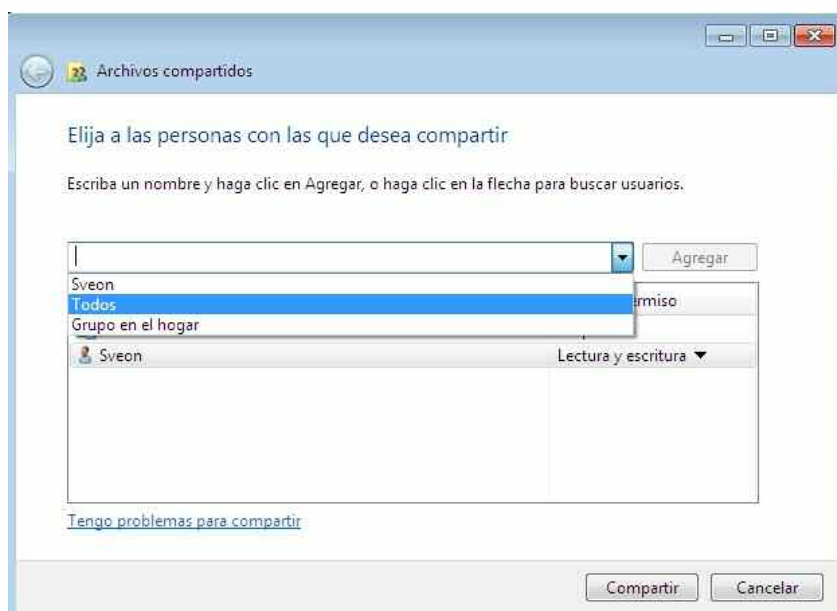 Archivos compartidos
Elija a las personas con las que desea compartir
Escriba un nombre y haga clic en Agregar, o haga clic en la flecha para buscar usuarios.
Agregar
Sveon
Todos
Grupo en el hogar
Sveon Lectura y escritura
Tengo problemas para compartir
Compartir Cancelar